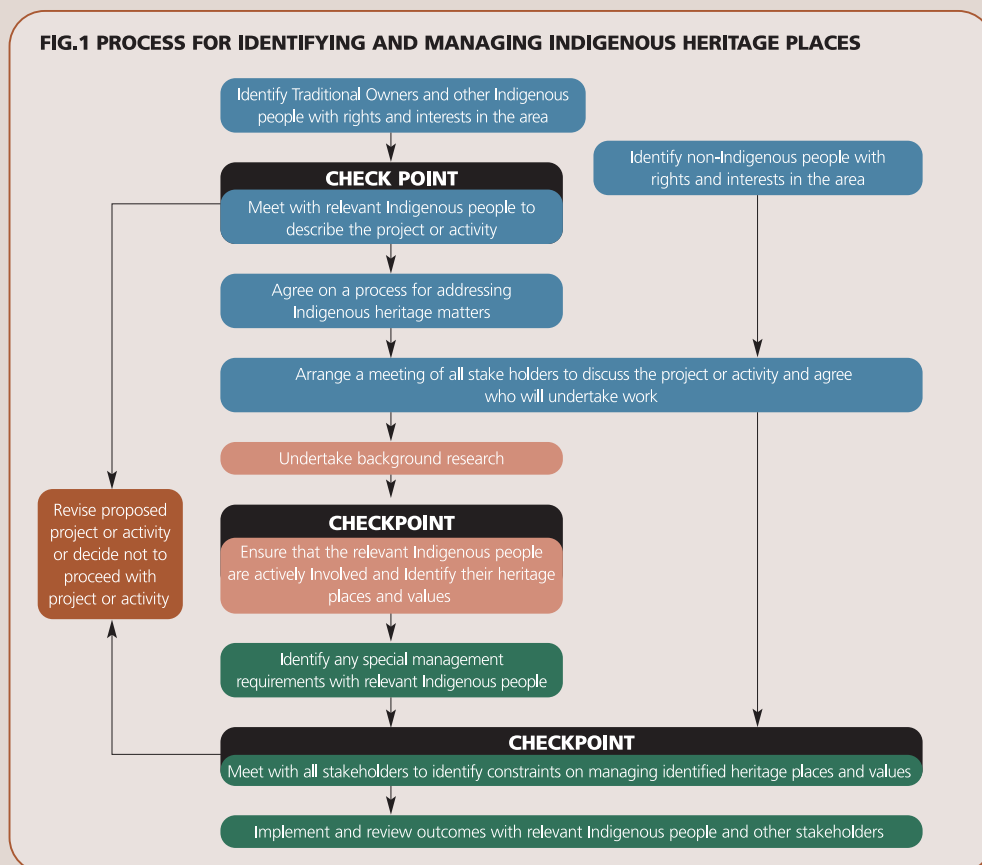 FIG.1 PROCESS FOR IDENTIFYING AND MANAGING INDIGENOUS HERITAGE PLACES
Identify Traditional Owners and other Indigenous
people with rights and interests in the area
Identify non-Indigenous people with
rights and interests in the area
CHECK POINT
Meet with relevant Indigenous people to
describe the project or activity
Agree on a process for addressing
Indigenous heritage matters
Arrange a meeting of all stake holders to discuss the project or activity and agree
who will undertake work
Undertake background research
Revise proposed
project or activity
or decide not to
proceed with
project or activity
CHECKPOINT
Ensure that the relevant Indigenous people
are actively Involved and Identify their heritage
places and values
Identify any special management
requirements with relevant Indigenous people
CHECKPOINT
Meet with all stakeholders to identify constraints on managing identified heritage places and values
Implement and review outcomes with relevant Indigenous people and other stakeholders